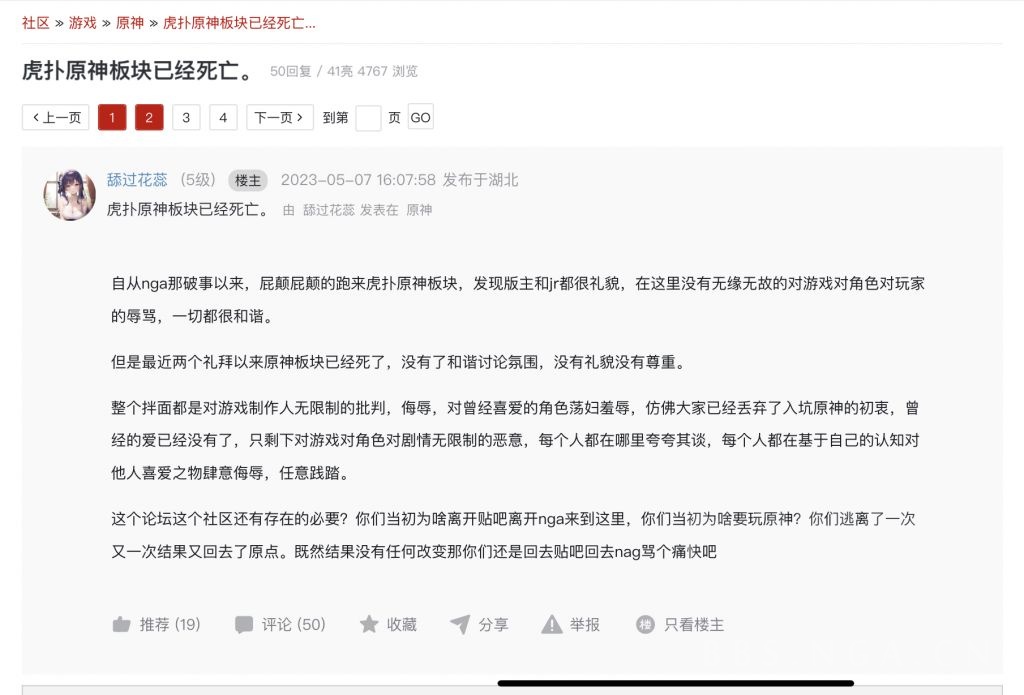 社区 » 游戏 » 原神 » 虎扑原神板块已经死亡...
虎扑原神板块已经死亡。 50回复 / 41亮 4767 浏览
上一页 1 2 3 4 下一页 到第 页 GO
舔过花蕊 （5级） 楼主 2023-05-07 16:07:58 发布于湖北
虎扑原神板块已经死亡。 由 舔过花蕊 发表在 原神
自从nga那破事以来，屁颠屁颠的跑来虎扑原神板块，发现版主和jr都很礼貌，在这里没有无缘无故的对游戏对角色对玩家
的辱骂，一切都很和谐。
但是最近两个礼拜以来原神板块已经死了，没有了和谐讨论氛围，没有礼貌没有尊重。
整个拌面都是对游戏制作人无限制的批判，侮辱，对曾经喜爱的角色荡妇羞辱，仿佛大家已经丢弃了入坑原神的初衷，曾
经的爱已经没有了，只剩下对游戏对角色对剧情无限制的恶意，每个人都在哪里夸夸其谈，每个人都在基于自己的认知对
他人喜爱之物肆意侮辱，任意践踏。
这个论坛这个社区还有存在的必要？你们当初为啥离开贴吧离开nga来到这里，你们当初为啥要玩原神？你们逃离了一次
又一次结果又回去了原点。既然结果没有任何改变那你们还是回去贴吧回去nag骂个痛快吧
推荐 (19) 评论 (50) 收藏 分享 举报 楼 只看楼主